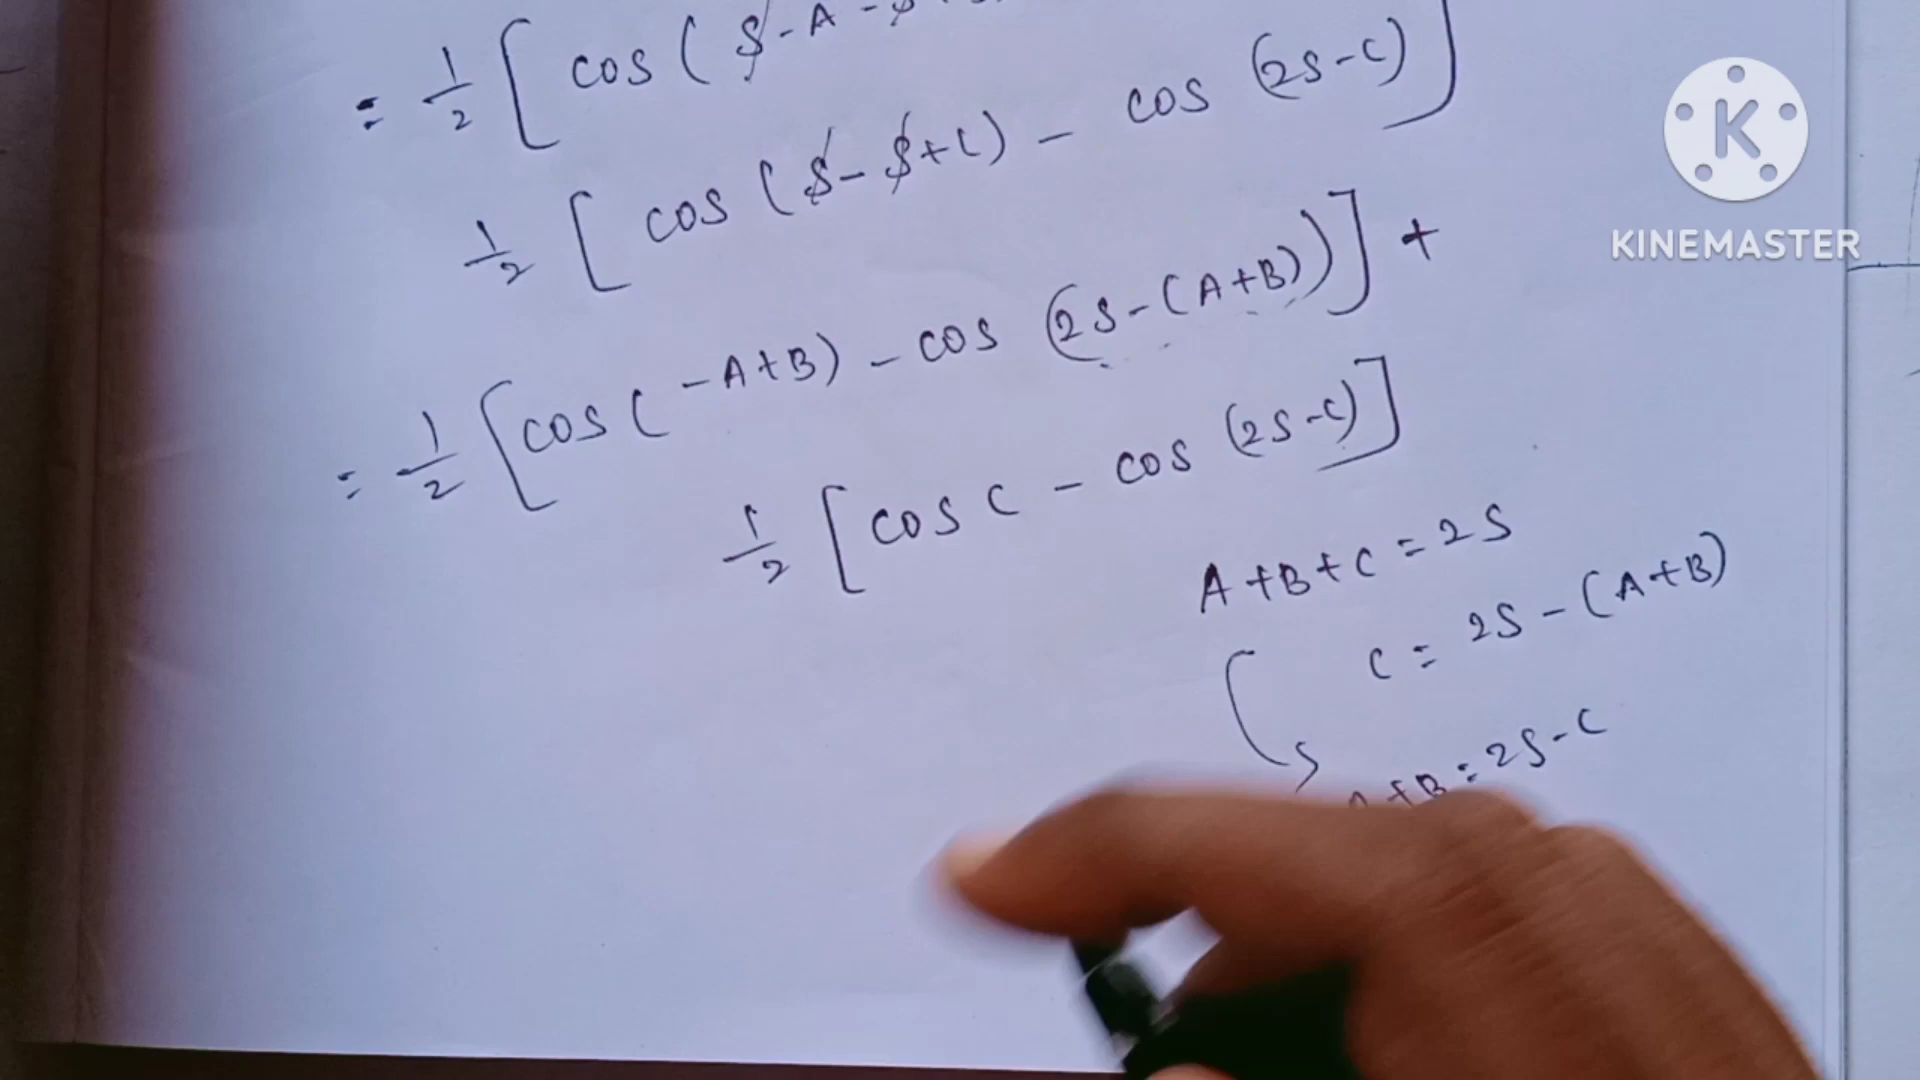 = 1/2 [ cos ( S - A - S
1/2 [ cos ( S - S + C ) - cos (2S - C) ]
= 1/2 [ cos ( - A + B ) - cos (2S - (A+B)) ] +
1/2 [ cos C - cos (2S - C) ]
A + B + C = 2S
C = 2S - (A+B)
A + B = 2S - C
KINEMASTER